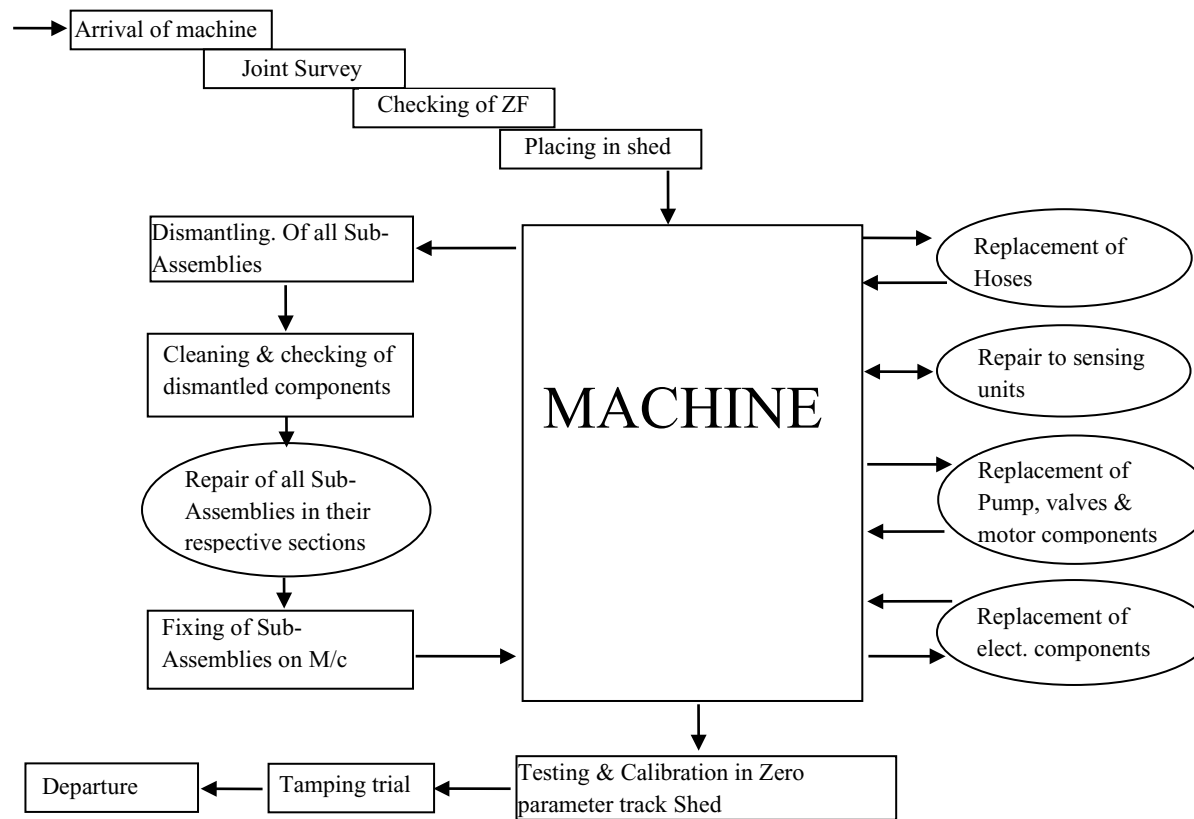 Arrival of machine
Joint Survey
Checking of ZF
Placing in shed
Dismantling. Of all Sub-
Assemblies
Cleaning & checking of
dismantled components
Repair of all Sub-
Assemblies in their
respective sections
Fixing of Sub-
Assemblies on M/c
MACHINE
Replacement of
Hoses
Repair to sensing
units
Replacement of
Pump, valves &
motor components
Replacement of
elect. components
Testing & Calibration in Zero
parameter track Shed
Tamping trial
Departure